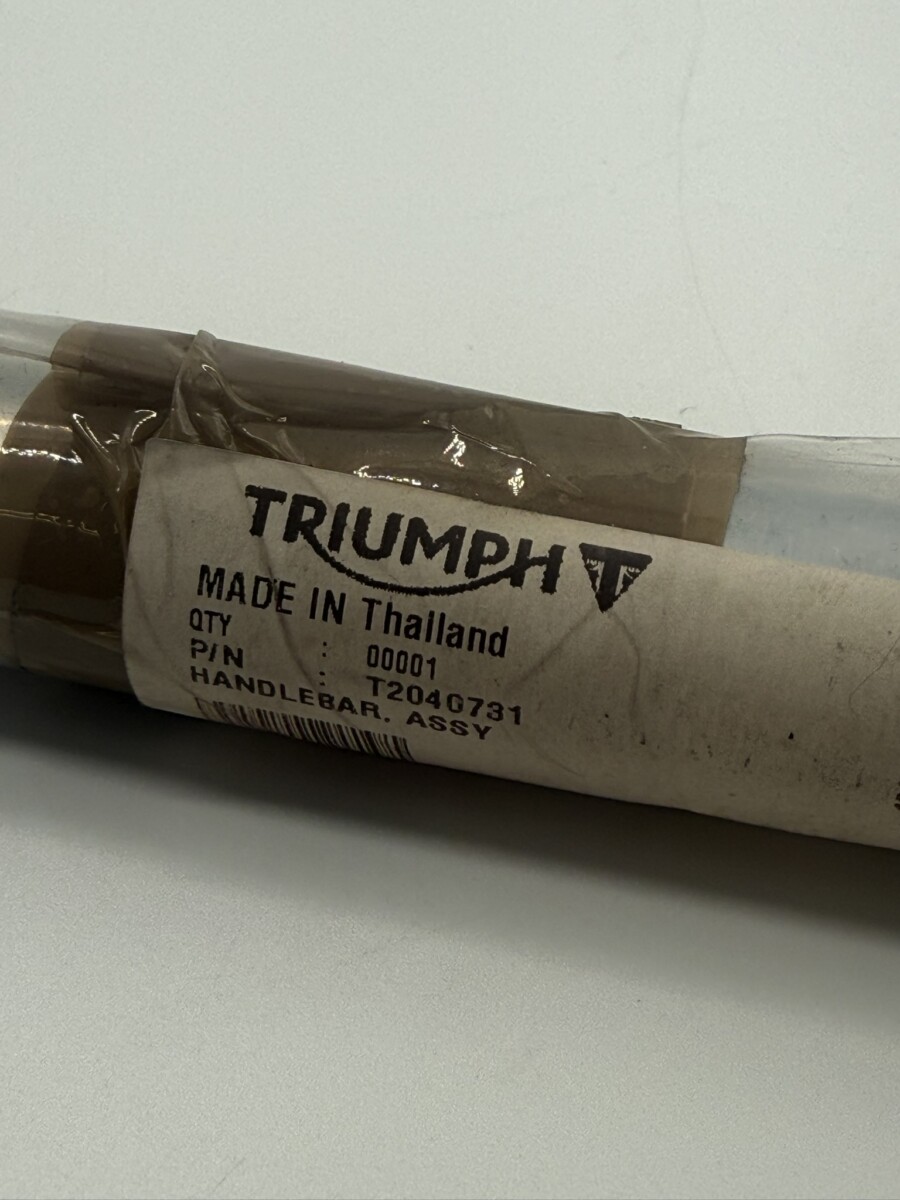 TRIUMPH
MADE IN Thailand
QTY : 00001
P/N : T2040731
HANDLEBAR, ASSY